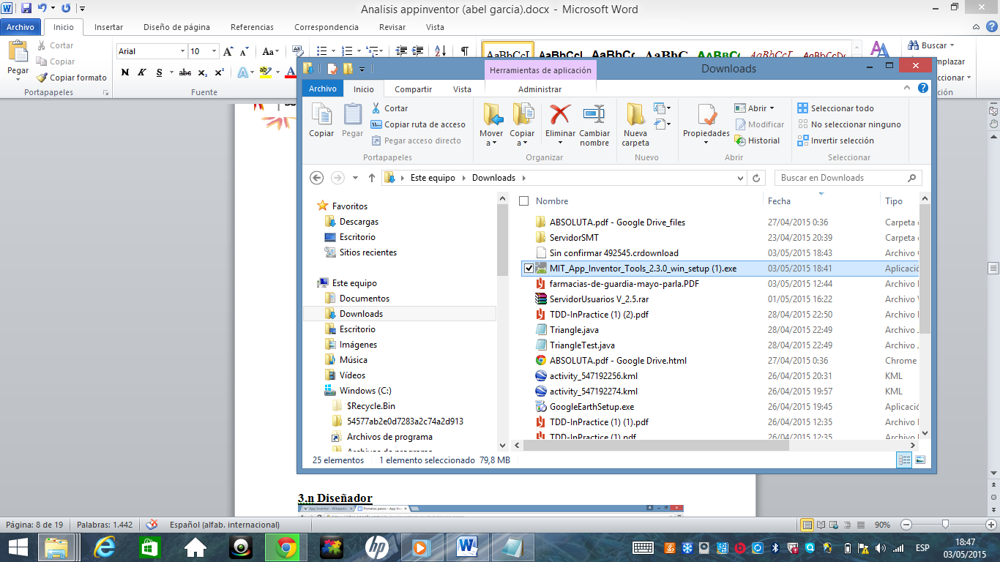 Analisis appinventor (abel garcia).docx - Microsoft Word
Archivo Inicio Insertar Diseño de página Referencias Correspondencia Revisar Vista
Pegar
Cortar
Copiar
Copiar formato
Portapapeles
Arial 10
N K S abc x₂ x²
Fuente
AaBbCcI AaBbCcl AaBbC AaBbCcDc
Buscar
mplazar
ccionar
ción
Herramientas de aplicación
Downloads
Archivo Inicio Compartir Vista Administrar
Copiar
Pegar
Cortar
Copiar ruta de acceso
Pegar acceso directo
Portapapeles
Mover a
Copiar a
Eliminar
Cambiar nombre
Organizar
Nueva carpeta
Nuevo
Propiedades
Abrir
Modificar
Historial
Abrir
Seleccionar todo
No seleccionar ninguno
Invertir selección
Seleccionar
Este equipo Downloads
Buscar en Downloads
Favoritos
Descargas
Escritorio
Sitios recientes
Este equipo
Documentos
Downloads
Escritorio
Imágenes
Música
Vídeos
Windows (C:)
$Recycle.Bin
54577ab2e0d7283a2c74a2d913
Archivos de programa
Archivos de programa
Nombre Fecha Tipo
ABSOLUTA.pdf - Google Drive_files 27/04/2015 0:36 Carpeta
ServidorSMT 23/04/2015 20:39 Carpeta
Sin confirmar 492545.crdownload 03/05/2015 18:43 Archivo
MIT_App_Inventor_Tools_2.3.0_win_setup (1).exe 03/05/2015 18:41 Aplicació
farmacias-de-guardia-mayo-parla.PDF 03/05/2015 12:44 Archivo
ServidorUsuarios V_2.5.rar 01/05/2015 16:22 Archivo
TDD-InPractice (1) (2).pdf 28/04/2015 22:50 Archivo
Triangle.java 28/04/2015 22:49 Archivo
TriangleTest.java 28/04/2015 22:49 Archivo
ABSOLUTA.pdf - Google Drive.html 27/04/2015 0:36 Chrome
activity_547192256.kml 26/04/2015 20:31 KML
activity_547192274.kml 26/04/2015 19:57 KML
GoogleEarthSetup.exe 26/04/2015 19:45 Aplicació
TDD-InPractice (1) (1).pdf 26/04/2015 12:35 Archivo
TDD-InPractice (1).pdf 26/04/2015 12:35 Archivo
25 elementos 1 elemento seleccionado 79,8 MB
3.n Diseñador
App Inventor - Wikipedia Primeros pasos - App Inv
Página: 8 de 19 Palabras: 1.442 Español (alfab. internacional) 90%
ESP
18:47
03/05/2015